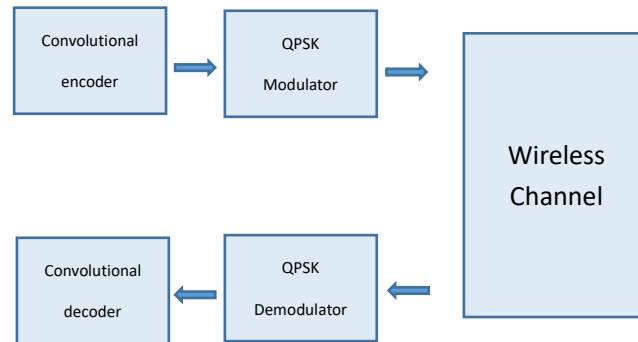 Convolutional
encoder
QPSK
Modulator
Wireless
Channel
Convolutional
decoder
QPSK
Demodulator